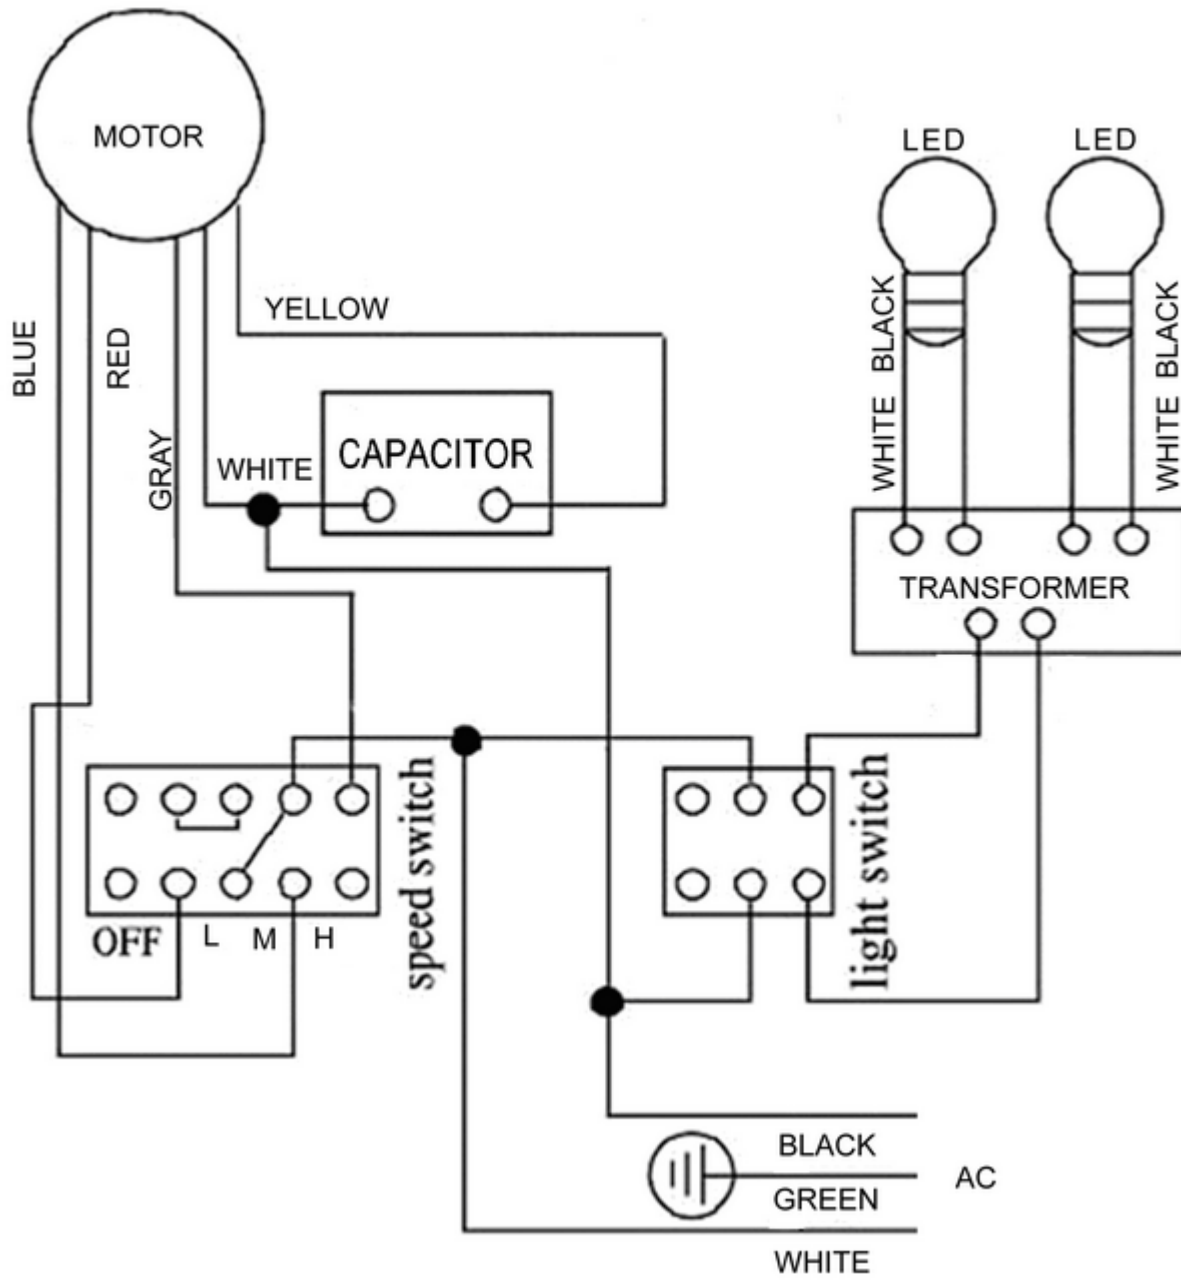 MOTOR
LED
LED
YELLOW
BLUE
RED
GRAY
WHITE
CAPACITOR
WHITE BLACK
WHITE BLACK
TRANSFORMER
speed switch
light switch
OFF
L
M
H
BLACK
AC
GREEN
WHITE